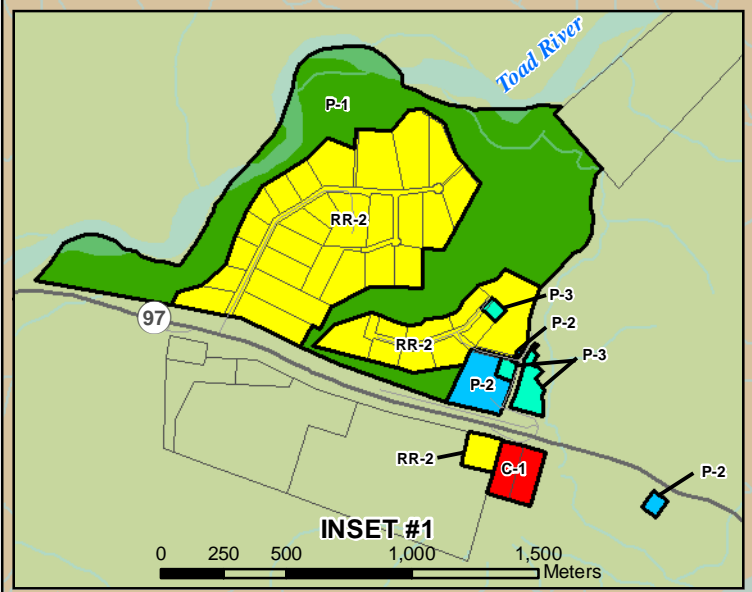 Toad River
P-1
RR-2
P-3
97
P-2
RR-2
P-3
P-2
RR-2
C-1
P-2
INSET #1
0 250 500 1,000 1,500
Meters